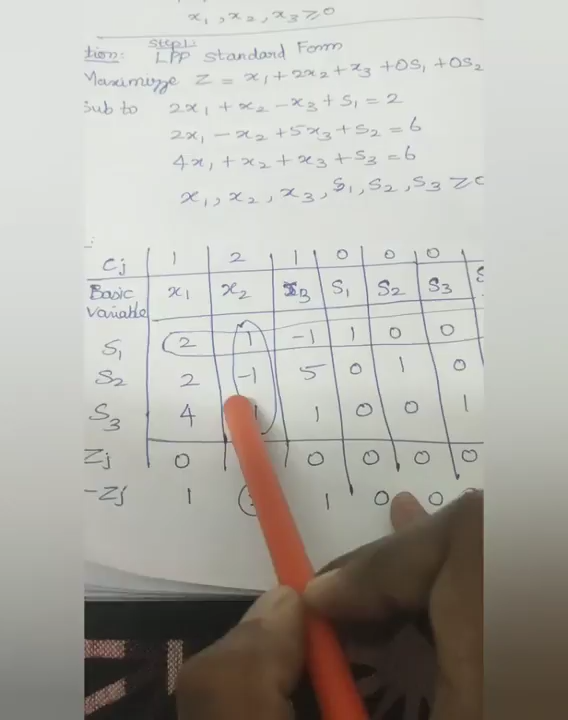 x1, x2, x3 ≥ 0
tion: Step1:
LPP Standard Form
Maximize Z = x1 + 2x2 + x3 + 0S1 + 0S2
Sub to 2x1 + x2 - x3 + S1 = 2
2x1 - x2 + 5x3 + S2 = 6
4x1 + x2 + x3 + S3 = 6
x1, x2, x3, S1, S2, S3 ≥ 0
Cj 1 2 1 0 0 0
Basic Variable x1 x2 x3 S1 S2 S3
S1 2 1 -1 1 0 0
S2 2 -1 5 0 1 0
S3 4 1 1 0 0 1
Zj 0 0 0 0 0
-Zj 1 1 0 0